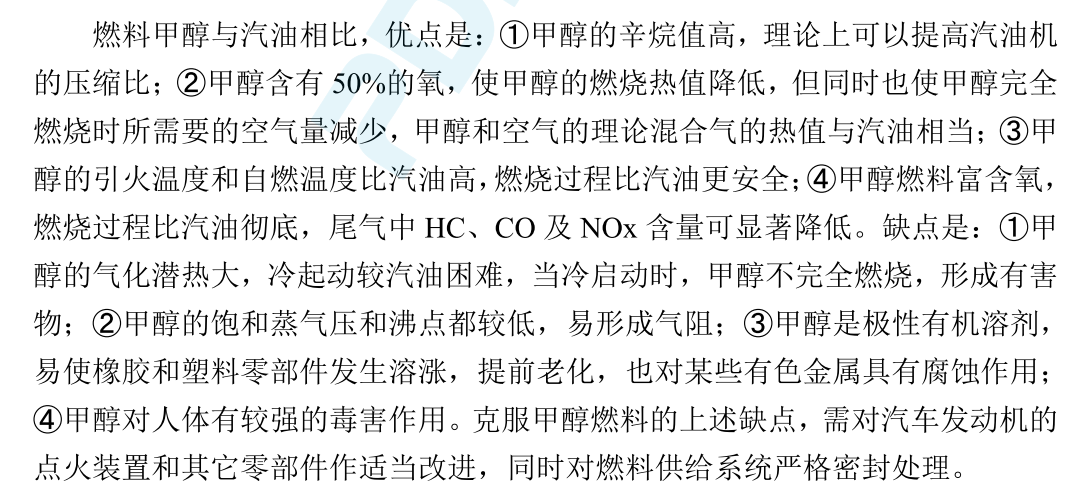 燃料甲醇与汽油相比，优点是：①甲醇的辛烷值高，理论上可以提高汽油机
的压缩比；②甲醇含有 50%的氧，使甲醇的燃烧热值降低，但同时也使甲醇完全
燃烧时所需要的空气量减少，甲醇和空气的理论混合气的热值与汽油相当；③甲
醇的引火温度和自燃温度比汽油高，燃烧过程比汽油更安全；④甲醇燃料富含氧，
燃烧过程比汽油彻底，尾气中 HC、CO 及 NOx 含量可显著降低。缺点是：①甲
醇的气化潜热大，冷起动较汽油困难，当冷启动时，甲醇不完全燃烧，形成有害
物；②甲醇的饱和蒸气压和沸点都较低，易形成气阻；③甲醇是极性有机溶剂，
易使橡胶和塑料零部件发生溶涨，提前老化，也对某些有色金属具有腐蚀作用；
④甲醇对人体有较强的毒害作用。克服甲醇燃料的上述缺点，需对汽车发动机的
点火装置和其它零部件作适当改进，同时对燃料供给系统严格密封处理。